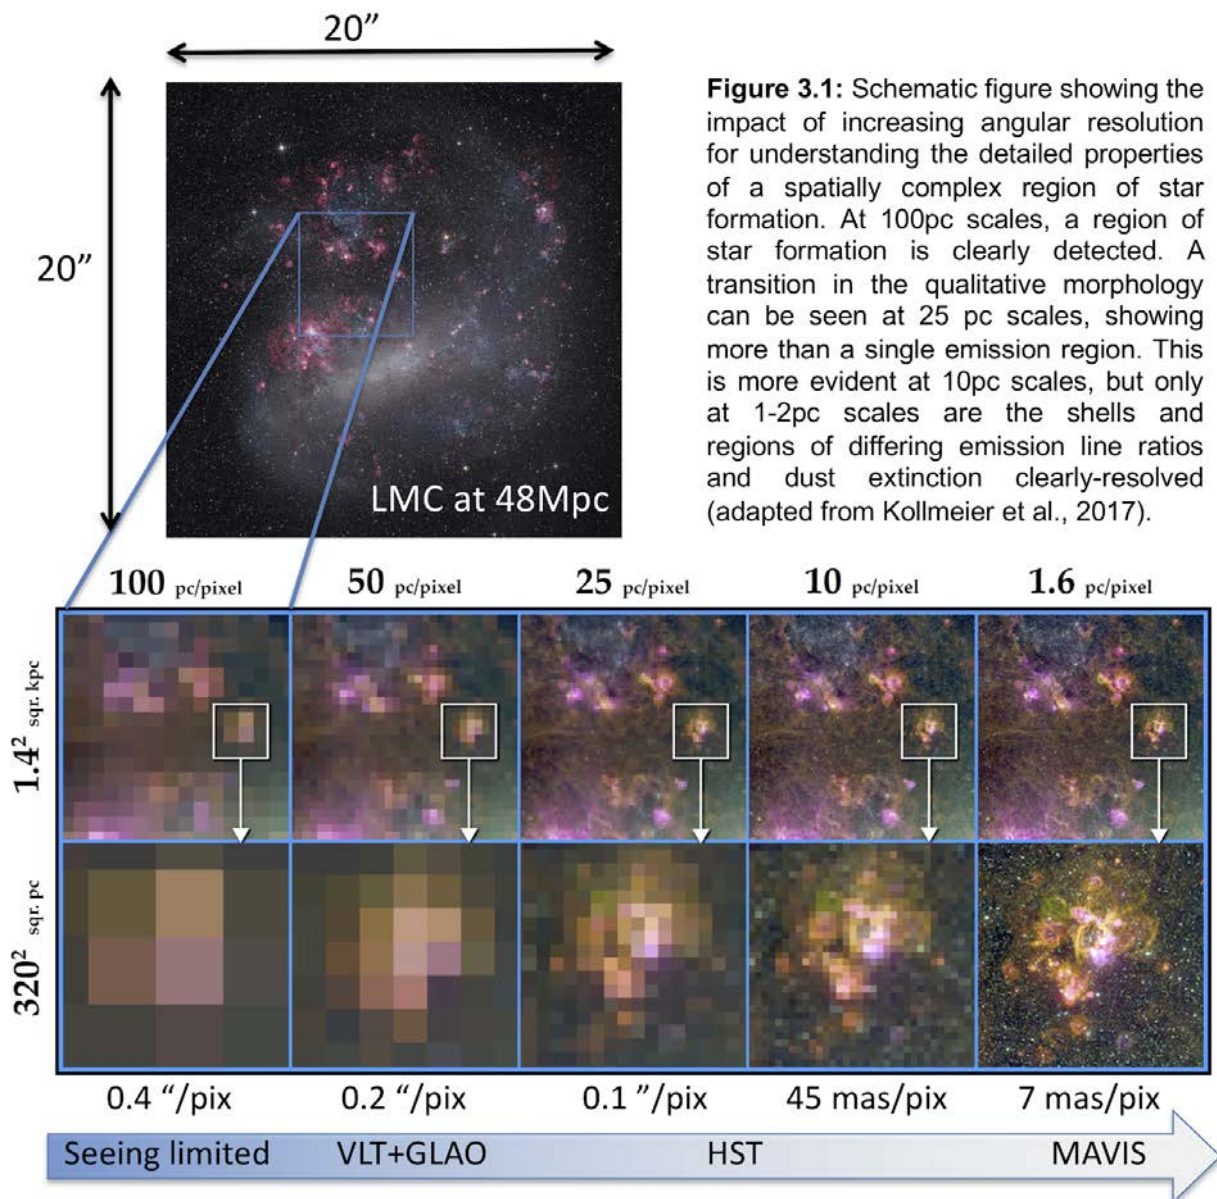 20”
20”
LMC at 48Mpc
Figure 3.1: Schematic figure showing the
impact of increasing angular resolution
for understanding the detailed properties
of a spatially complex region of star
formation. At 100pc scales, a region of
star formation is clearly detected. A
transition in the qualitative morphology
can be seen at 25 pc scales, showing
more than a single emission region. This
is more evident at 10pc scales, but only
at 1-2pc scales are the shells and
regions of differing emission line ratios
and dust extinction clearly-resolved
(adapted from Kollmeier et al., 2017).
100 pc/pixel 50 pc/pixel 25 pc/pixel 10 pc/pixel 1.6 pc/pixel
1.4² sqr. kpc
320² sqr. pc
0.4 “/pix 0.2 “/pix 0.1 ”/pix 45 mas/pix 7 mas/pix
Seeing limited VLT+GLAO HST MAVIS